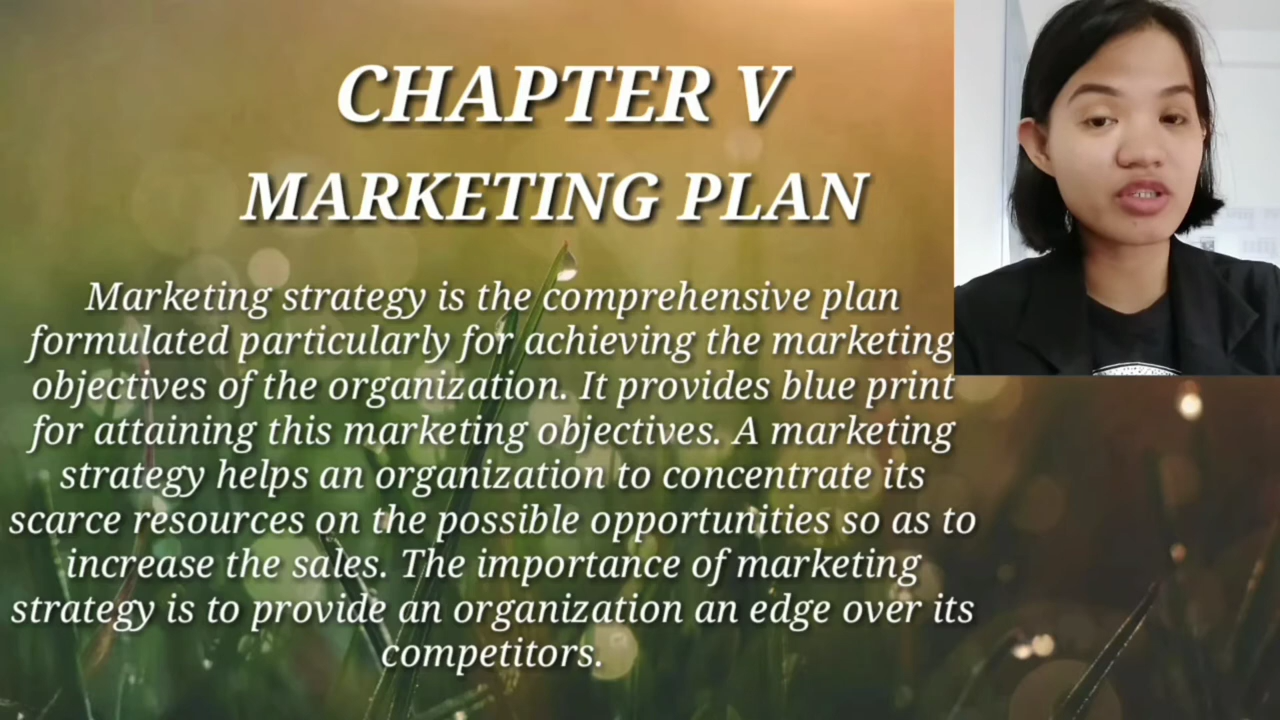 CHAPTER V
MARKETING PLAN
Marketing strategy is the comprehensive plan
formulated particularly for achieving the marketing
objectives of the organization. It provides blue print
for attaining this marketing objectives. A marketing
strategy helps an organization to concentrate its
scarce resources on the possible opportunities so as to
increase the sales. The importance of marketing
strategy is to provide an organization an edge over its
competitors.